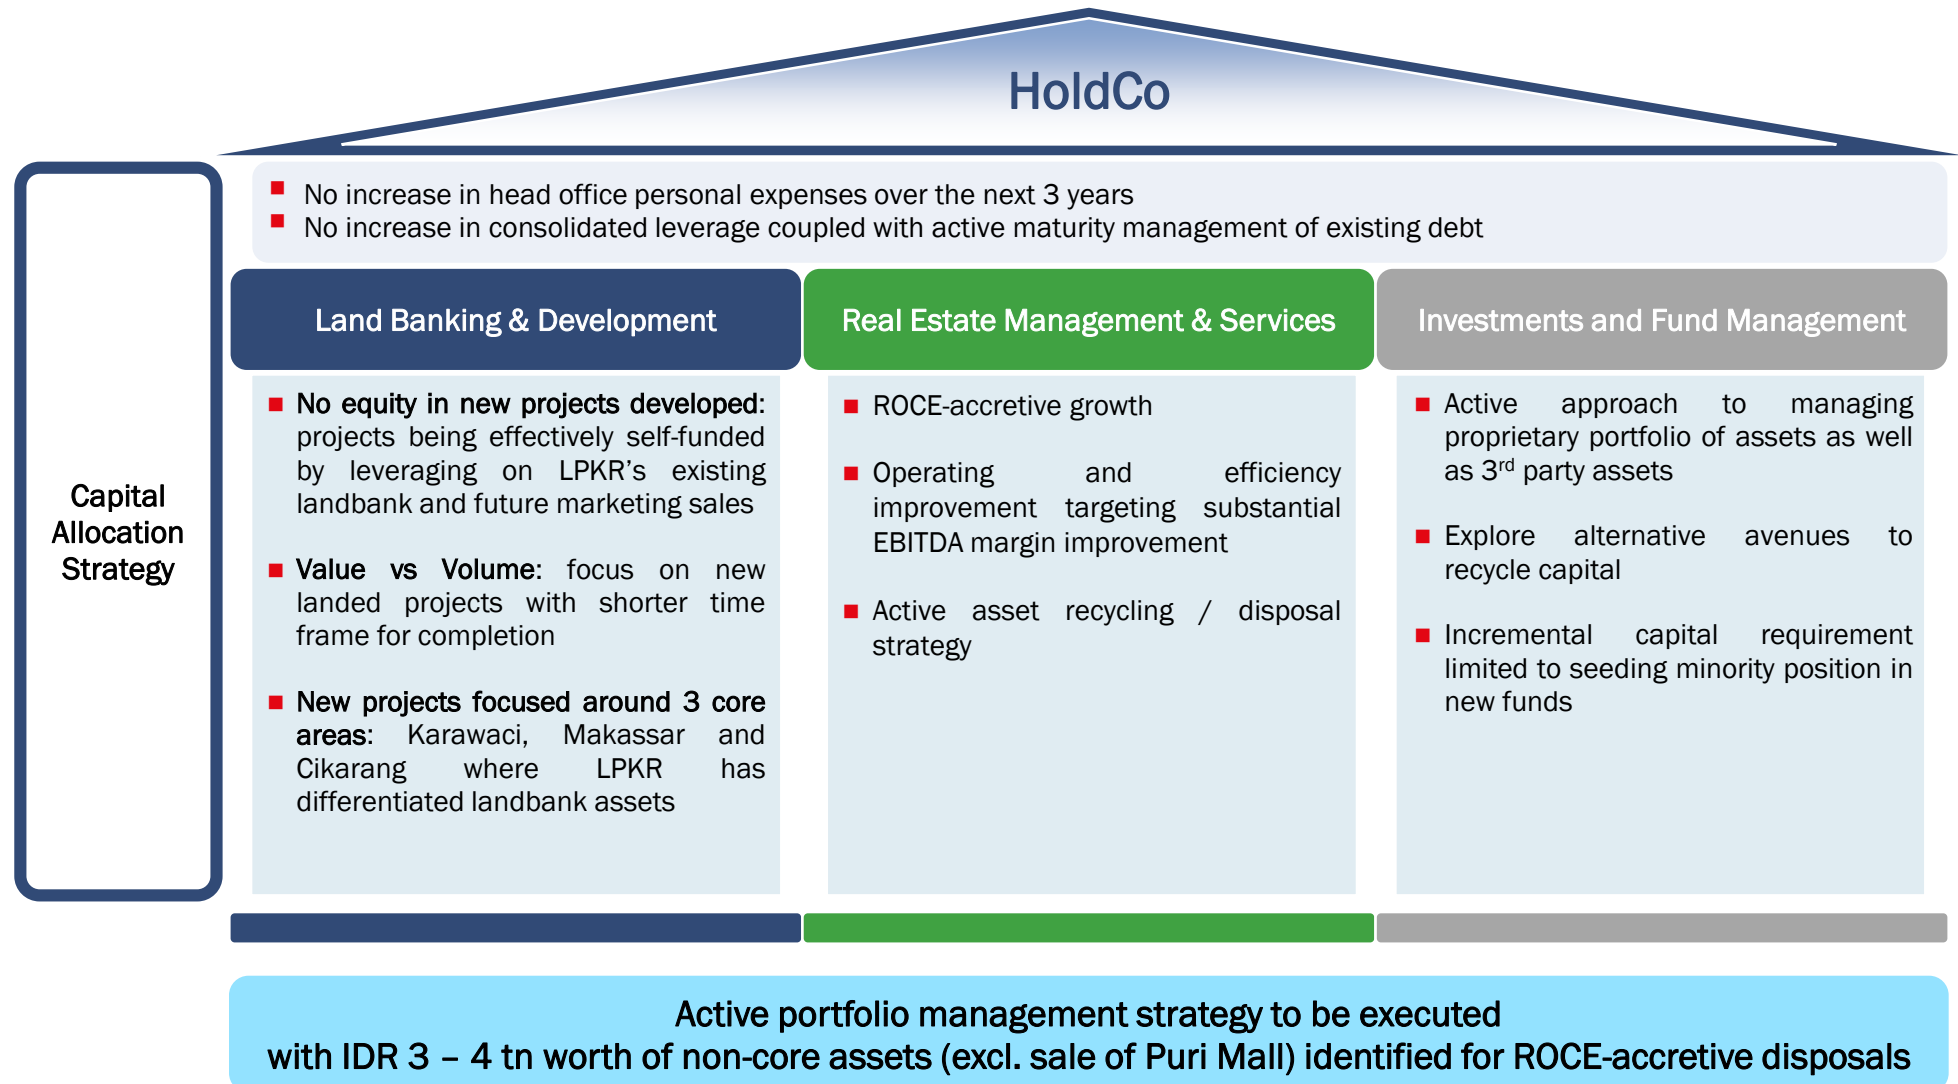 HoldCo
No increase in head office personal expenses over the next 3 years
No increase in consolidated leverage coupled with active maturity management of existing debt
Capital
Allocation
Strategy
Land Banking & Development
No equity in new projects developed:
projects being effectively self-funded
by leveraging on LPKR's existing
landbank and future marketing sales
Value vs Volume: focus on new
landed projects with shorter time
frame for completion
New projects focused around 3 core
areas: Karawaci, Makassar and
Cikarang where LPKR has
differentiated landbank assets
Real Estate Management & Services
ROCE-accretive growth
Operating and efficiency
improvement targeting substantial
EBITDA margin improvement
Active asset recycling / disposal
strategy
Investments and Fund Management
Active approach to managing
proprietary portfolio of assets as well
as 3rd party assets
Explore alternative avenues to
recycle capital
Incremental capital requirement
limited to seeding minority position in
new funds
Active portfolio management strategy to be executed
with IDR 3 – 4 tn worth of non-core assets (excl. sale of Puri Mall) identified for ROCE-accretive disposals